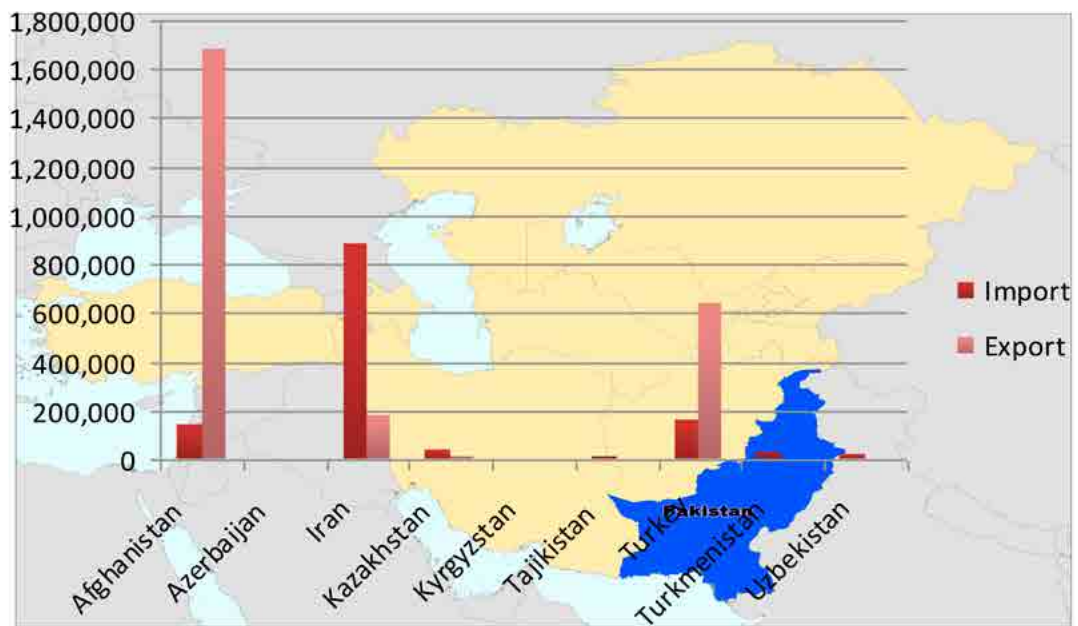 1,800,000
1,600,000
1,400,000
1,200,000
1,000,000
800,000
600,000
400,000
200,000
0
Import
Export
Pakistan
Afghanistan
Azerbaijan
Iran
Kazakhstan
Kyrgyzstan
Tajikistan
Turkey
Turkmenistan
Uzbekistan